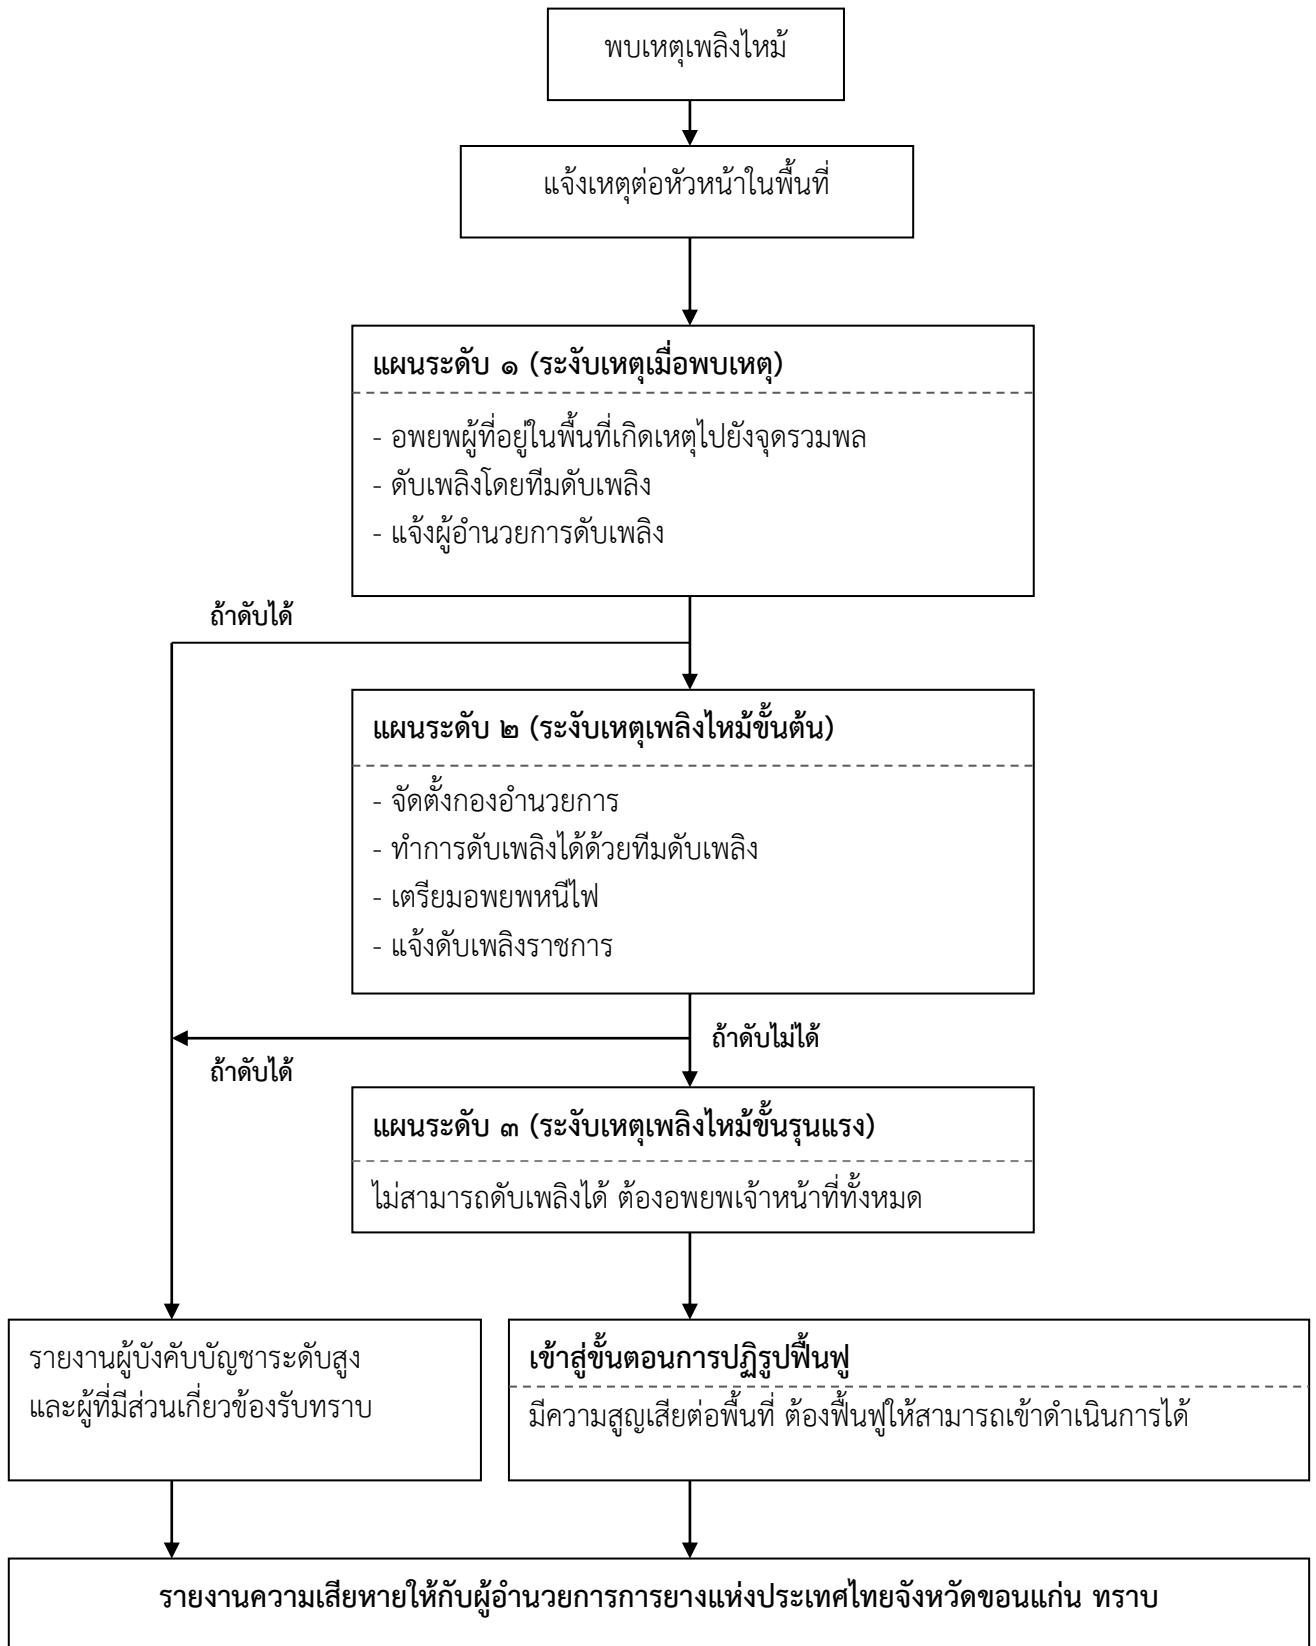 พบเหตุเพลิงไหม้
แจ้งเหตุต่อหัวหน้าในพื้นที่
แผนระดับ ๑ (ระงับเหตุเมื่อพบเหตุ)
- อพยพผู้ที่อยู่ในพื้นที่เกิดเหตุไปยังจุดรวมพล
- ดับเพลิงโดยทีมดับเพลิง
- แจ้งผู้อำนวยการดับเพลิง
ถ้าดับได้
แผนระดับ ๒ (ระงับเหตุเพลิงไหม้ขั้นต้น)
- จัดตั้งกองอำนวยการ
- ทำการดับเพลิงได้ด้วยทีมดับเพลิง
- เตรียมอพยพหนีไฟ
- แจ้งดับเพลิงราชการ
ถ้าดับไม่ได้
ถ้าดับได้
แผนระดับ ๓ (ระงับเหตุเพลิงไหม้ขั้นรุนแรง)
ไม่สามารถดับเพลิงได้ ต้องอพยพเจ้าหน้าที่ทั้งหมด
รายงานผู้บังคับบัญชาระดับสูง
และผู้ที่มีส่วนเกี่ยวข้องรับทราบ
เข้าสู่ขั้นตอนการปฏิรูปฟื้นฟู
มีความสูญเสียต่อพื้นที่ ต้องฟื้นฟูให้สามารถเข้าดำเนินการได้
รายงานความเสียหายให้กับผู้อำนวยการการยางแห่งประเทศไทยจังหวัดขอนแก่น ทราบ